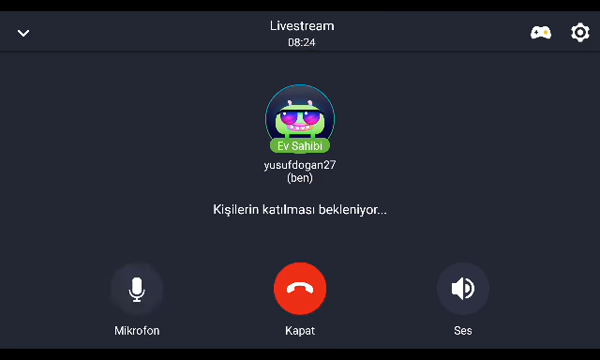 Livestream
08:24
Ev Sahibi
yusufdogan27
(ben)
Kişilerin katılması bekleniyor...
Mikrofon
Kapat
Ses